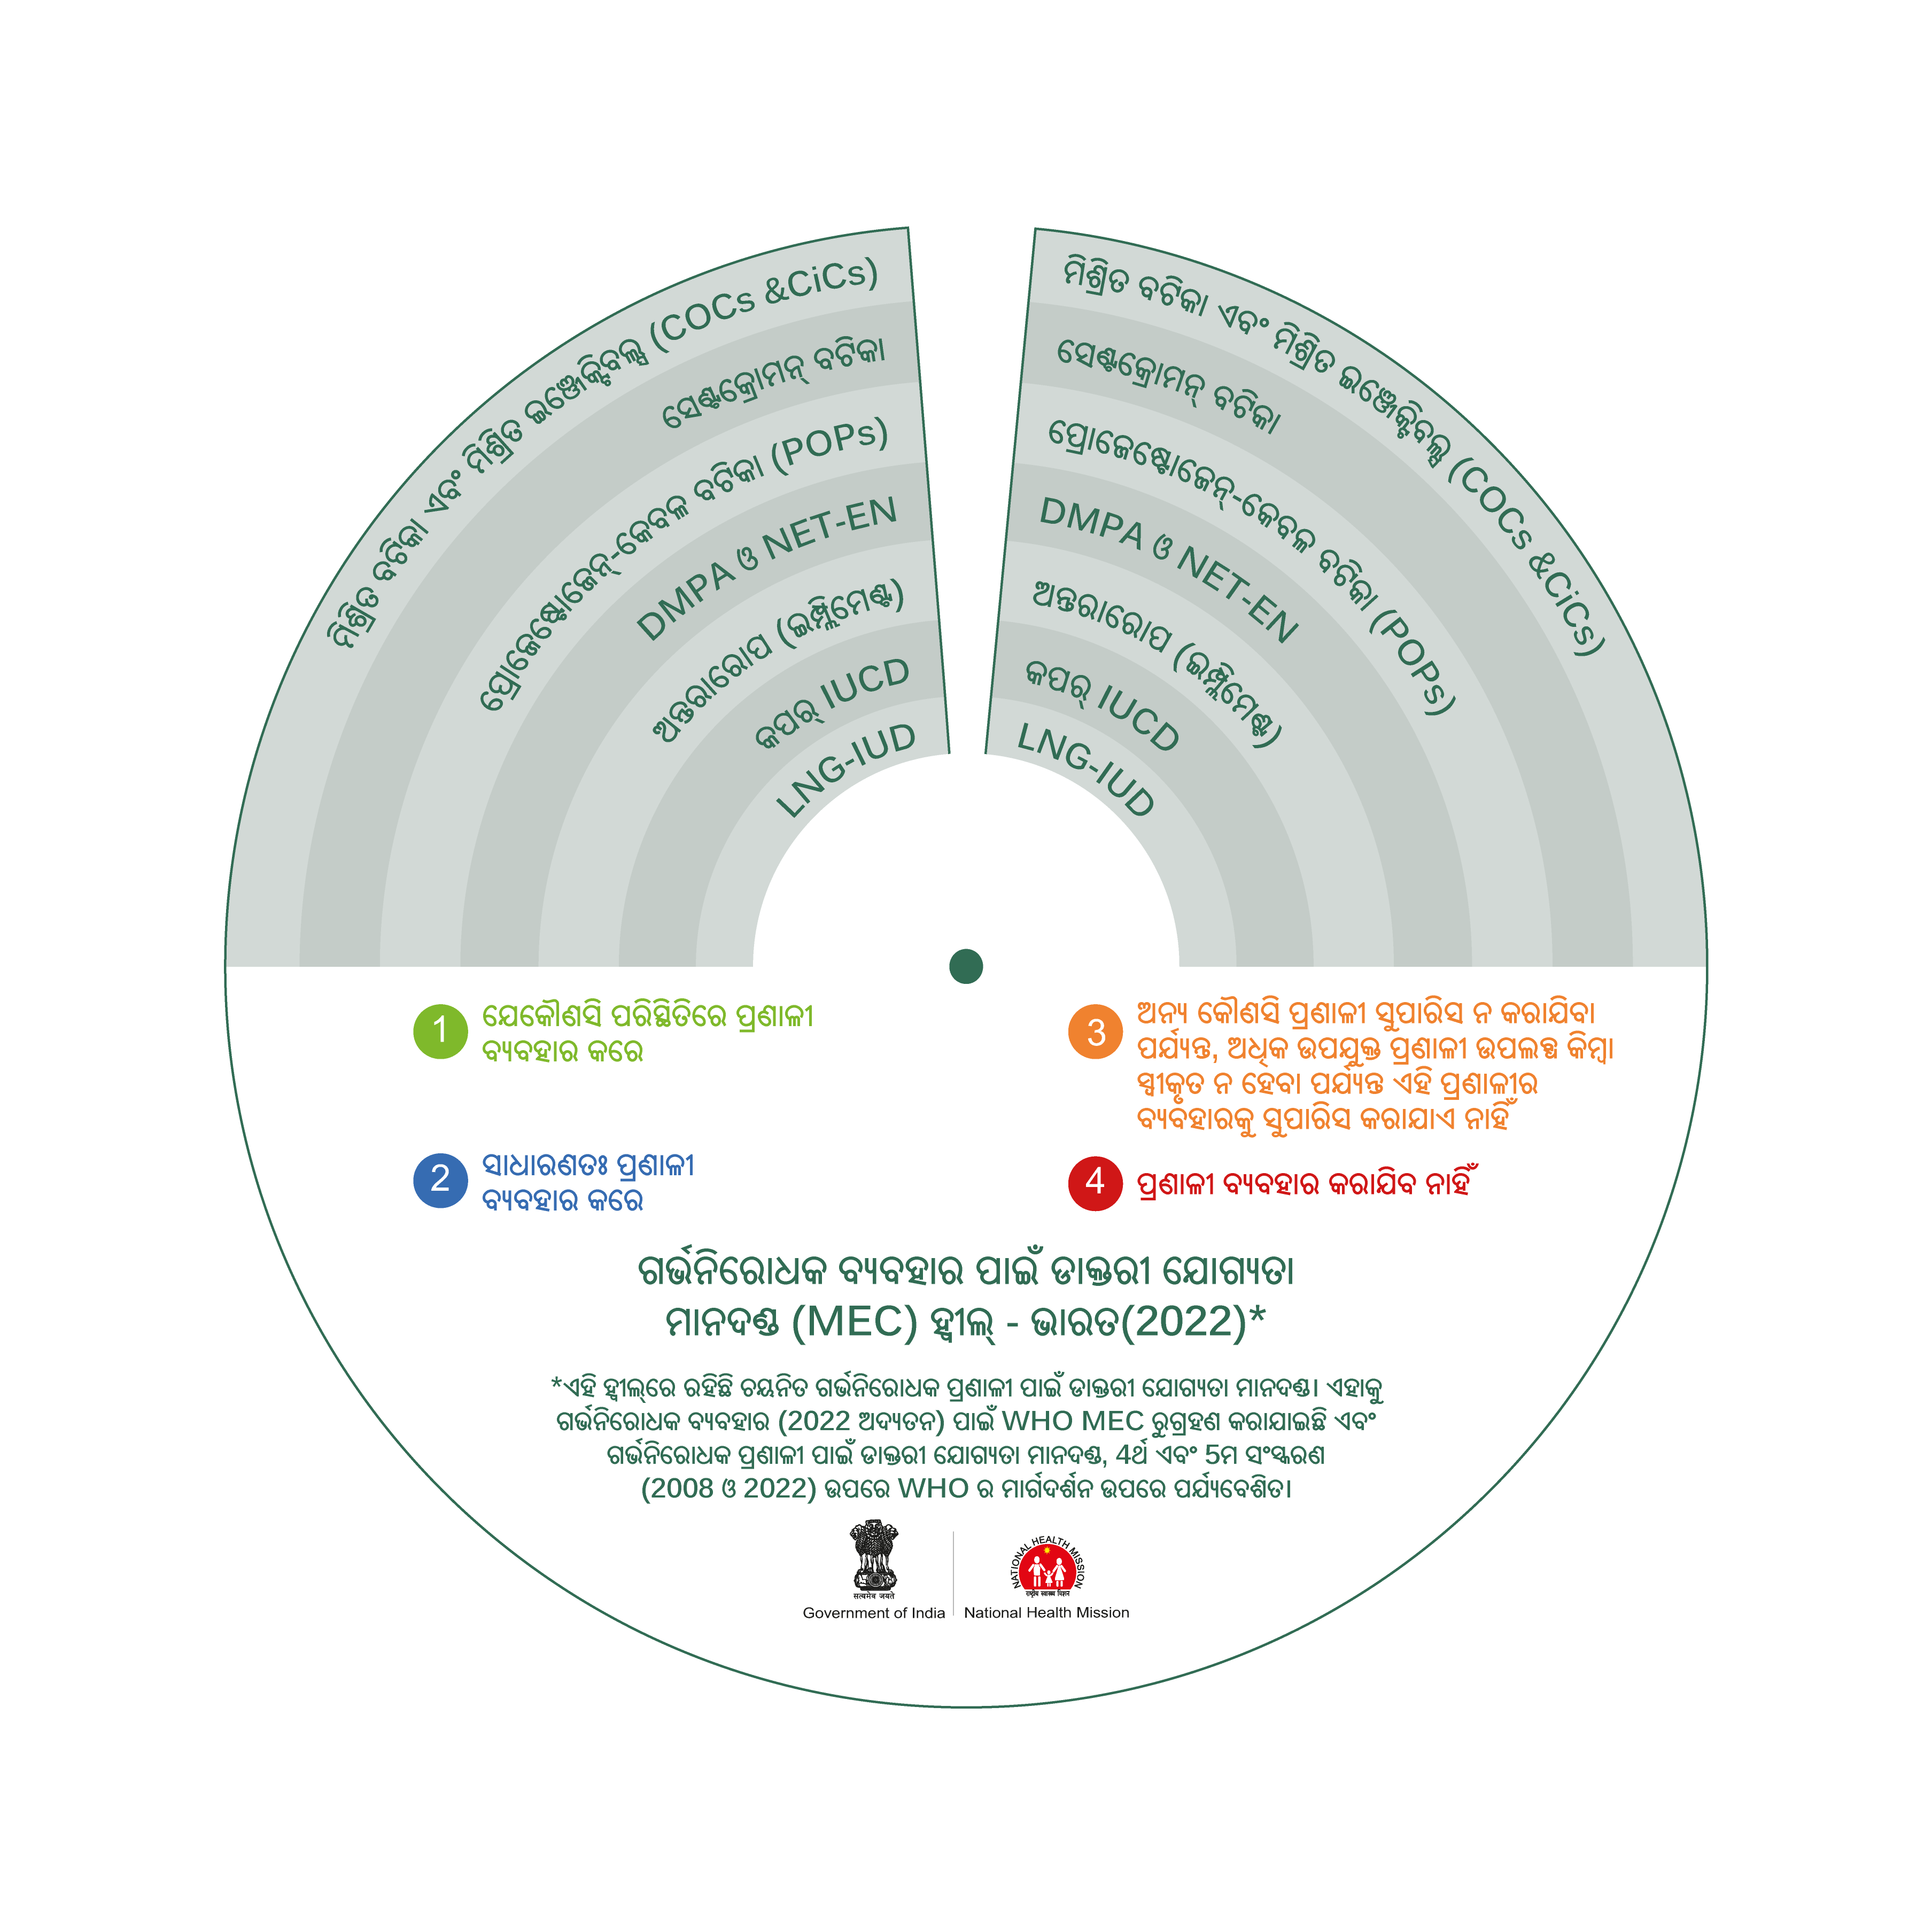 ମିଶ୍ରିତ ବଟିକା ଏବଂ ମିଶ୍ରିତ ଇଞ୍ଜେକ୍ଟିବଲ୍ସ (COCs &CiCs)
ସେଣ୍ଟକ୍ରୋମନ୍ ବଟିକା
ପ୍ରୋଜେଷ୍ଟୋଜେନ୍-କେବଳ ବଟିକା (POPs)
DMPA ଓ NET-EN
ଅନ୍ତରାରୋପ (ଇମ୍ପ୍ଲିମେଣ୍ଟ)
କପର୍ IUCD
LNG-IUD
ମିଶ୍ରିତ ବଟିକା ଏବଂ ମିଶ୍ରିତ ଇଞ୍ଜେକ୍ଟିବଲ୍ସ (COCs &CiCs)
ସେଣ୍ଟକ୍ରୋମନ୍ ବଟିକା
ପ୍ରୋଜେଷ୍ଟୋଜେନ୍-କେବଳ ବଟିକା (POPs)
DMPA ଓ NET-EN
ଅନ୍ତରାରୋପ (ଇମ୍ପ୍ଲିମେଣ୍ଟ)
କପର୍ IUCD
LNG-IUD
1 ଯେକୌଣସି ପରିସ୍ଥିତିରେ ପ୍ରଣାଳୀ
ବ୍ୟବହାର କରେ
2 ସାଧାରଣତଃ ପ୍ରଣାଳୀ
ବ୍ୟବହାର କରେ
3 ଅନ୍ୟ କୌଣସି ପ୍ରଣାଳୀ ସୁପାରିସ ନ କରାଯିବା
ପର୍ଯ୍ୟନ୍ତ, ଅଧିକ ଉପଯୁକ୍ତ ପ୍ରଣାଳୀ ଉପଲବ୍ଧ କିମ୍ବା
ସ୍ୱୀକୃତ ନ ହେବା ପର୍ଯ୍ୟନ୍ତ ଏହି ପ୍ରଣାଳୀର
ବ୍ୟବହାରକୁ ସୁପାରିସ କରାଯାଏ ନାହିଁ
4 ପ୍ରଣାଳୀ ବ୍ୟବହାର କରାଯିବ ନାହିଁ
ଗର୍ଭନିରୋଧକ ବ୍ୟବହାର ପାଇଁ ଡାକ୍ତରୀ ଯୋଗ୍ୟତା
ମାନଦଣ୍ଡ (MEC) ହ୍ୱୀଲ୍ - ଭାରତ(2022)*
*ଏହି ହ୍ୱୀଲ୍‌ରେ ରହିଛି ଚୟନିତ ଗର୍ଭନିରୋଧକ ପ୍ରଣାଳୀ ପାଇଁ ଡାକ୍ତରୀ ଯୋଗ୍ୟତା ମାନଦଣ୍ଡ। ଏହାକୁ
ଗର୍ଭନିରୋଧକ ବ୍ୟବହାର (2022 ଅଦ୍ୟତନ) ପାଇଁ WHO MEC ରୁଗ୍ରହଣ କରାଯାଇଛି ଏବଂ
ଗର୍ଭନିରୋଧକ ପ୍ରଣାଳୀ ପାଇଁ ଡାକ୍ତରୀ ଯୋଗ୍ୟତା ମାନଦଣ୍ଡ, 4ର୍ଥ ଏବଂ 5ମ ସଂସ୍କରଣ
(2008 ଓ 2022) ଉପରେ WHO ର ମାର୍ଗଦର୍ଶନ ଉପରେ ପର୍ଯ୍ୟବେଶିତ।
सत्यमेव जयते
Government of India
NATIONAL HEALTH MISSION
राष्ट्रीय स्वास्थ्य मिशन
National Health Mission